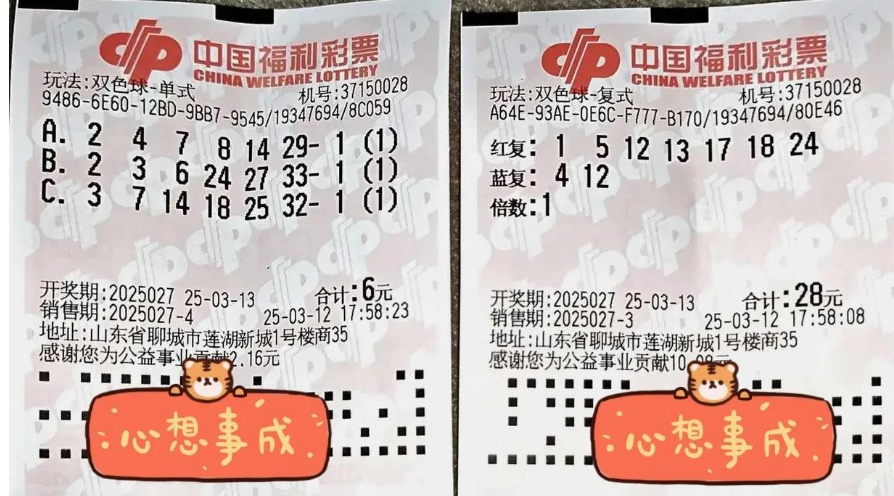 中国福利彩票
CHINA WELFARE LOTTERY
玩法:双色球-单式 机号:37150028
9486-6E60-12BD-9BB7-9545/19347694/8C059
A. 2 4 7 8 14 29- 1 (1)
B. 2 3 6 24 27 33- 1 (1)
C. 3 7 14 18 25 32- 1 (1)
开奖期:2025027 25-03-13 合计:6元
销售期:2025027-4 25-03-12 17:58:23
地址:山东省聊城市莲湖新城1号楼商35
感谢您为公益事业贡献2.16元
心想事成
中国福利彩票
CHINA WELFARE LOTTERY
玩法:双色球-复式 机号:37150028
A64E-93AE-0E6C-F777-B170/19347694/80E46
红复: 1 5 12 13 17 18 24
蓝复: 4 12
倍数:1
开奖期:2025027 25-03-13 合计:28元
销售期:2025027-3 25-03-12 17:58:08
地址:山东省聊城市莲湖新城1号楼商35
感谢您为公益事业贡献10.08元
心想事成